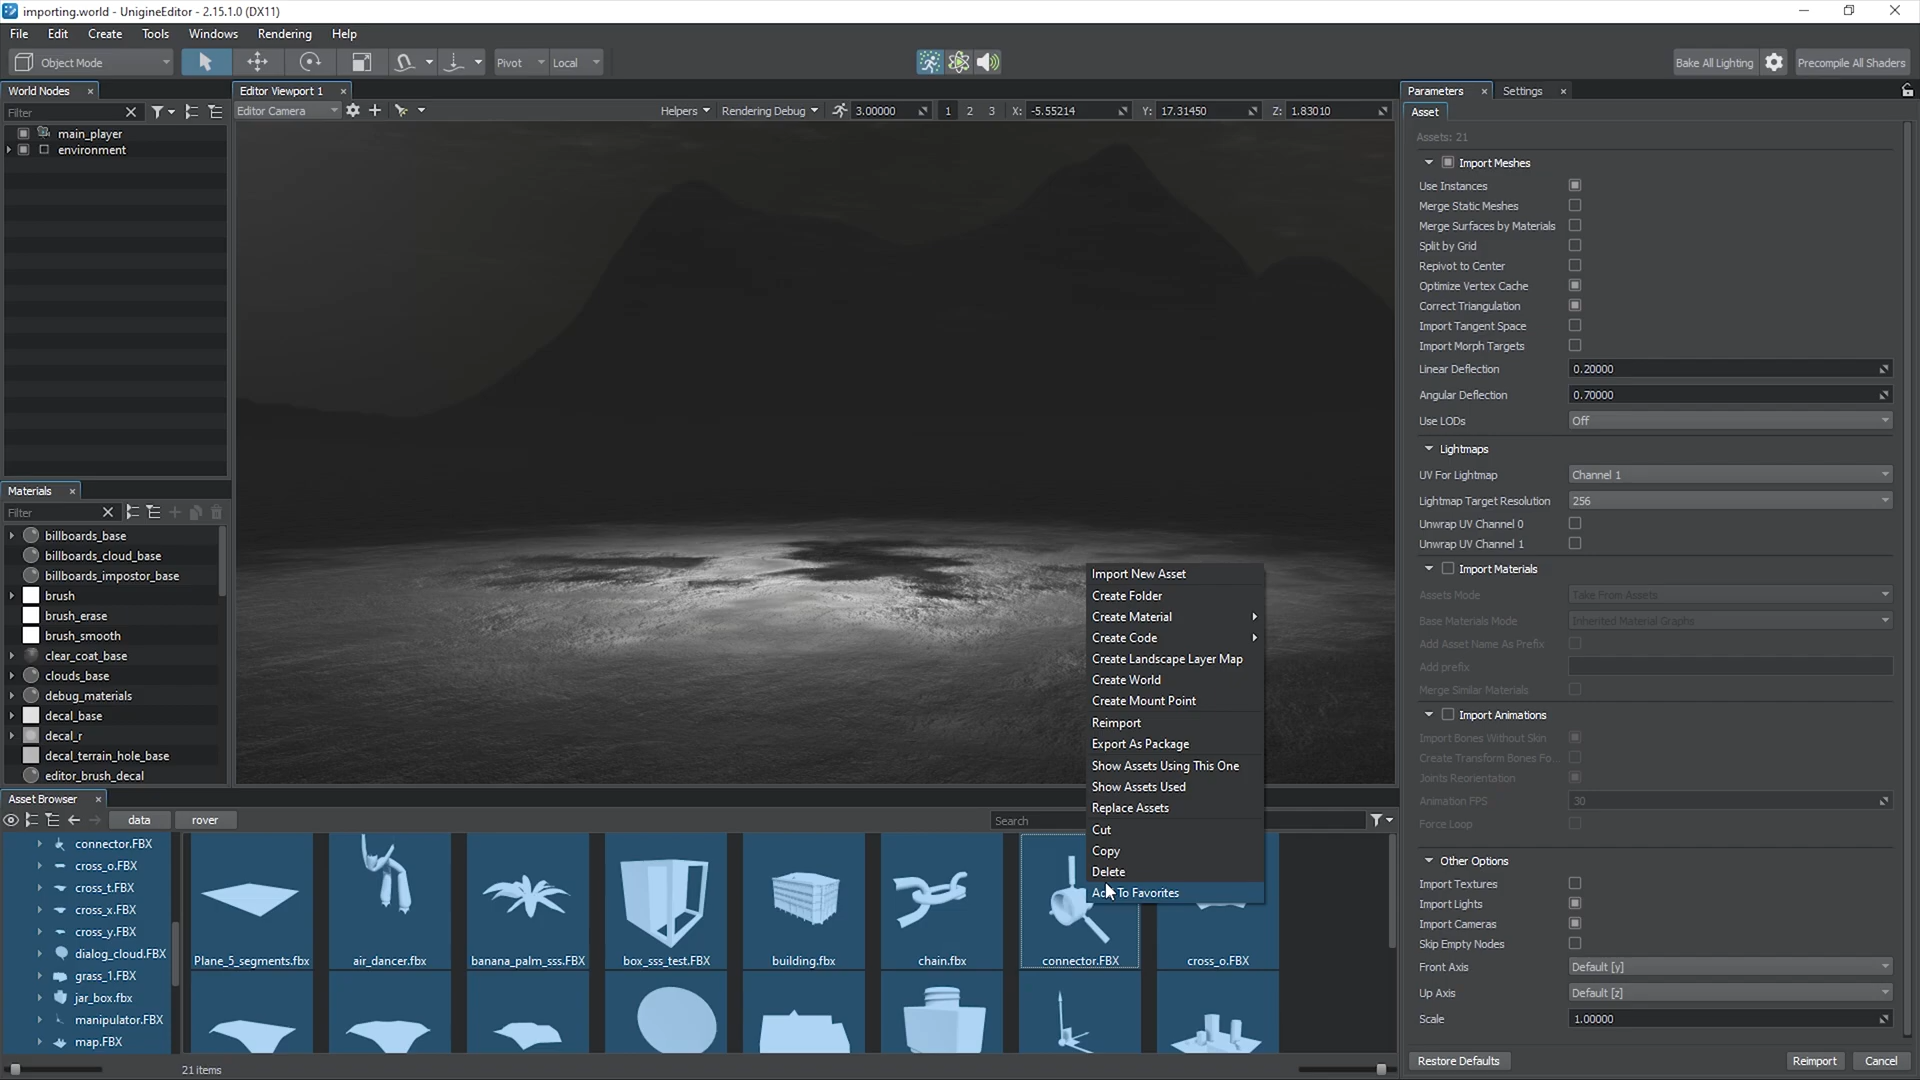 importing.world - UnigineEditor - 2.15.1.0 (DX11)
File Edit Create Tools Windows Rendering Help
Object Mode Pivot Local Bake All Lighting Precompile All Shaders
World Nodes
Filter
main_player
environment
Editor Viewport 1
Editor Camera Helpers Rendering Debug 3.00000 1 2 3 X: -5.55214 Y: 17.31450 Z: 1.83010
Materials
Filter
billboards_base
billboards_cloud_base
billboards_impostor_base
brush
brush_erase
brush_smooth
clear_coat_base
clouds_base
debug_materials
decal_base
decal_r
decal_terrain_hole_base
editor_brush_decal
Import New Asset
Create Folder
Create Material
Create Code
Create Landscape Layer Map
Create World
Create Mount Point
Reimport
Export As Package
Show Assets Using This One
Show Assets Used
Replace Assets
Cut
Copy
Delete
To Favorites
Asset Browser
data rover Search
connector.FBX
cross_o.FBX
cross_t.FBX
cross_x.FBX
cross_y.FBX
dialog_cloud.FBX
grass_1.FBX
jar_box.fbx
manipulator.FBX
map.FBX
Plane_5_segments.fbx air_dancer.fbx banana_palm_sss.FBX box_sss_test.FBX building.fbx chain.fbx connector.FBX cross_o.FBX
21 items
Parameters Settings
Asset
Assets: 21
Import Meshes
Use Instances
Merge Static Meshes
Merge Surfaces by Materials
Split by Grid
Repivot to Center
Optimize Vertex Cache
Correct Triangulation
Import Tangent Space
Import Morph Targets
Linear Deflection 0.20000
Angular Deflection 0.70000
Use LODs Off
Lightmaps
UV For Lightmap Channel 1
Lightmap Target Resolution 256
Unwrap UV Channel 0
Unwrap UV Channel 1
Import Materials
Assets Mode Take From Assets
Base Materials Mode Inherited Material Graphs
Add Asset Name As Prefix
Add prefix
Merge Similar Materials
Import Animations
Import Bones Without Skin
Create Transform Bones Fo...
Joints Reorientation
Animation FPS 30
Force Loop
Other Options
Import Textures
Import Lights
Import Cameras
Skip Empty Nodes
Front Axis Default [y]
Up Axis Default [z]
Scale 1.00000
Restore Defaults Reimport Cancel